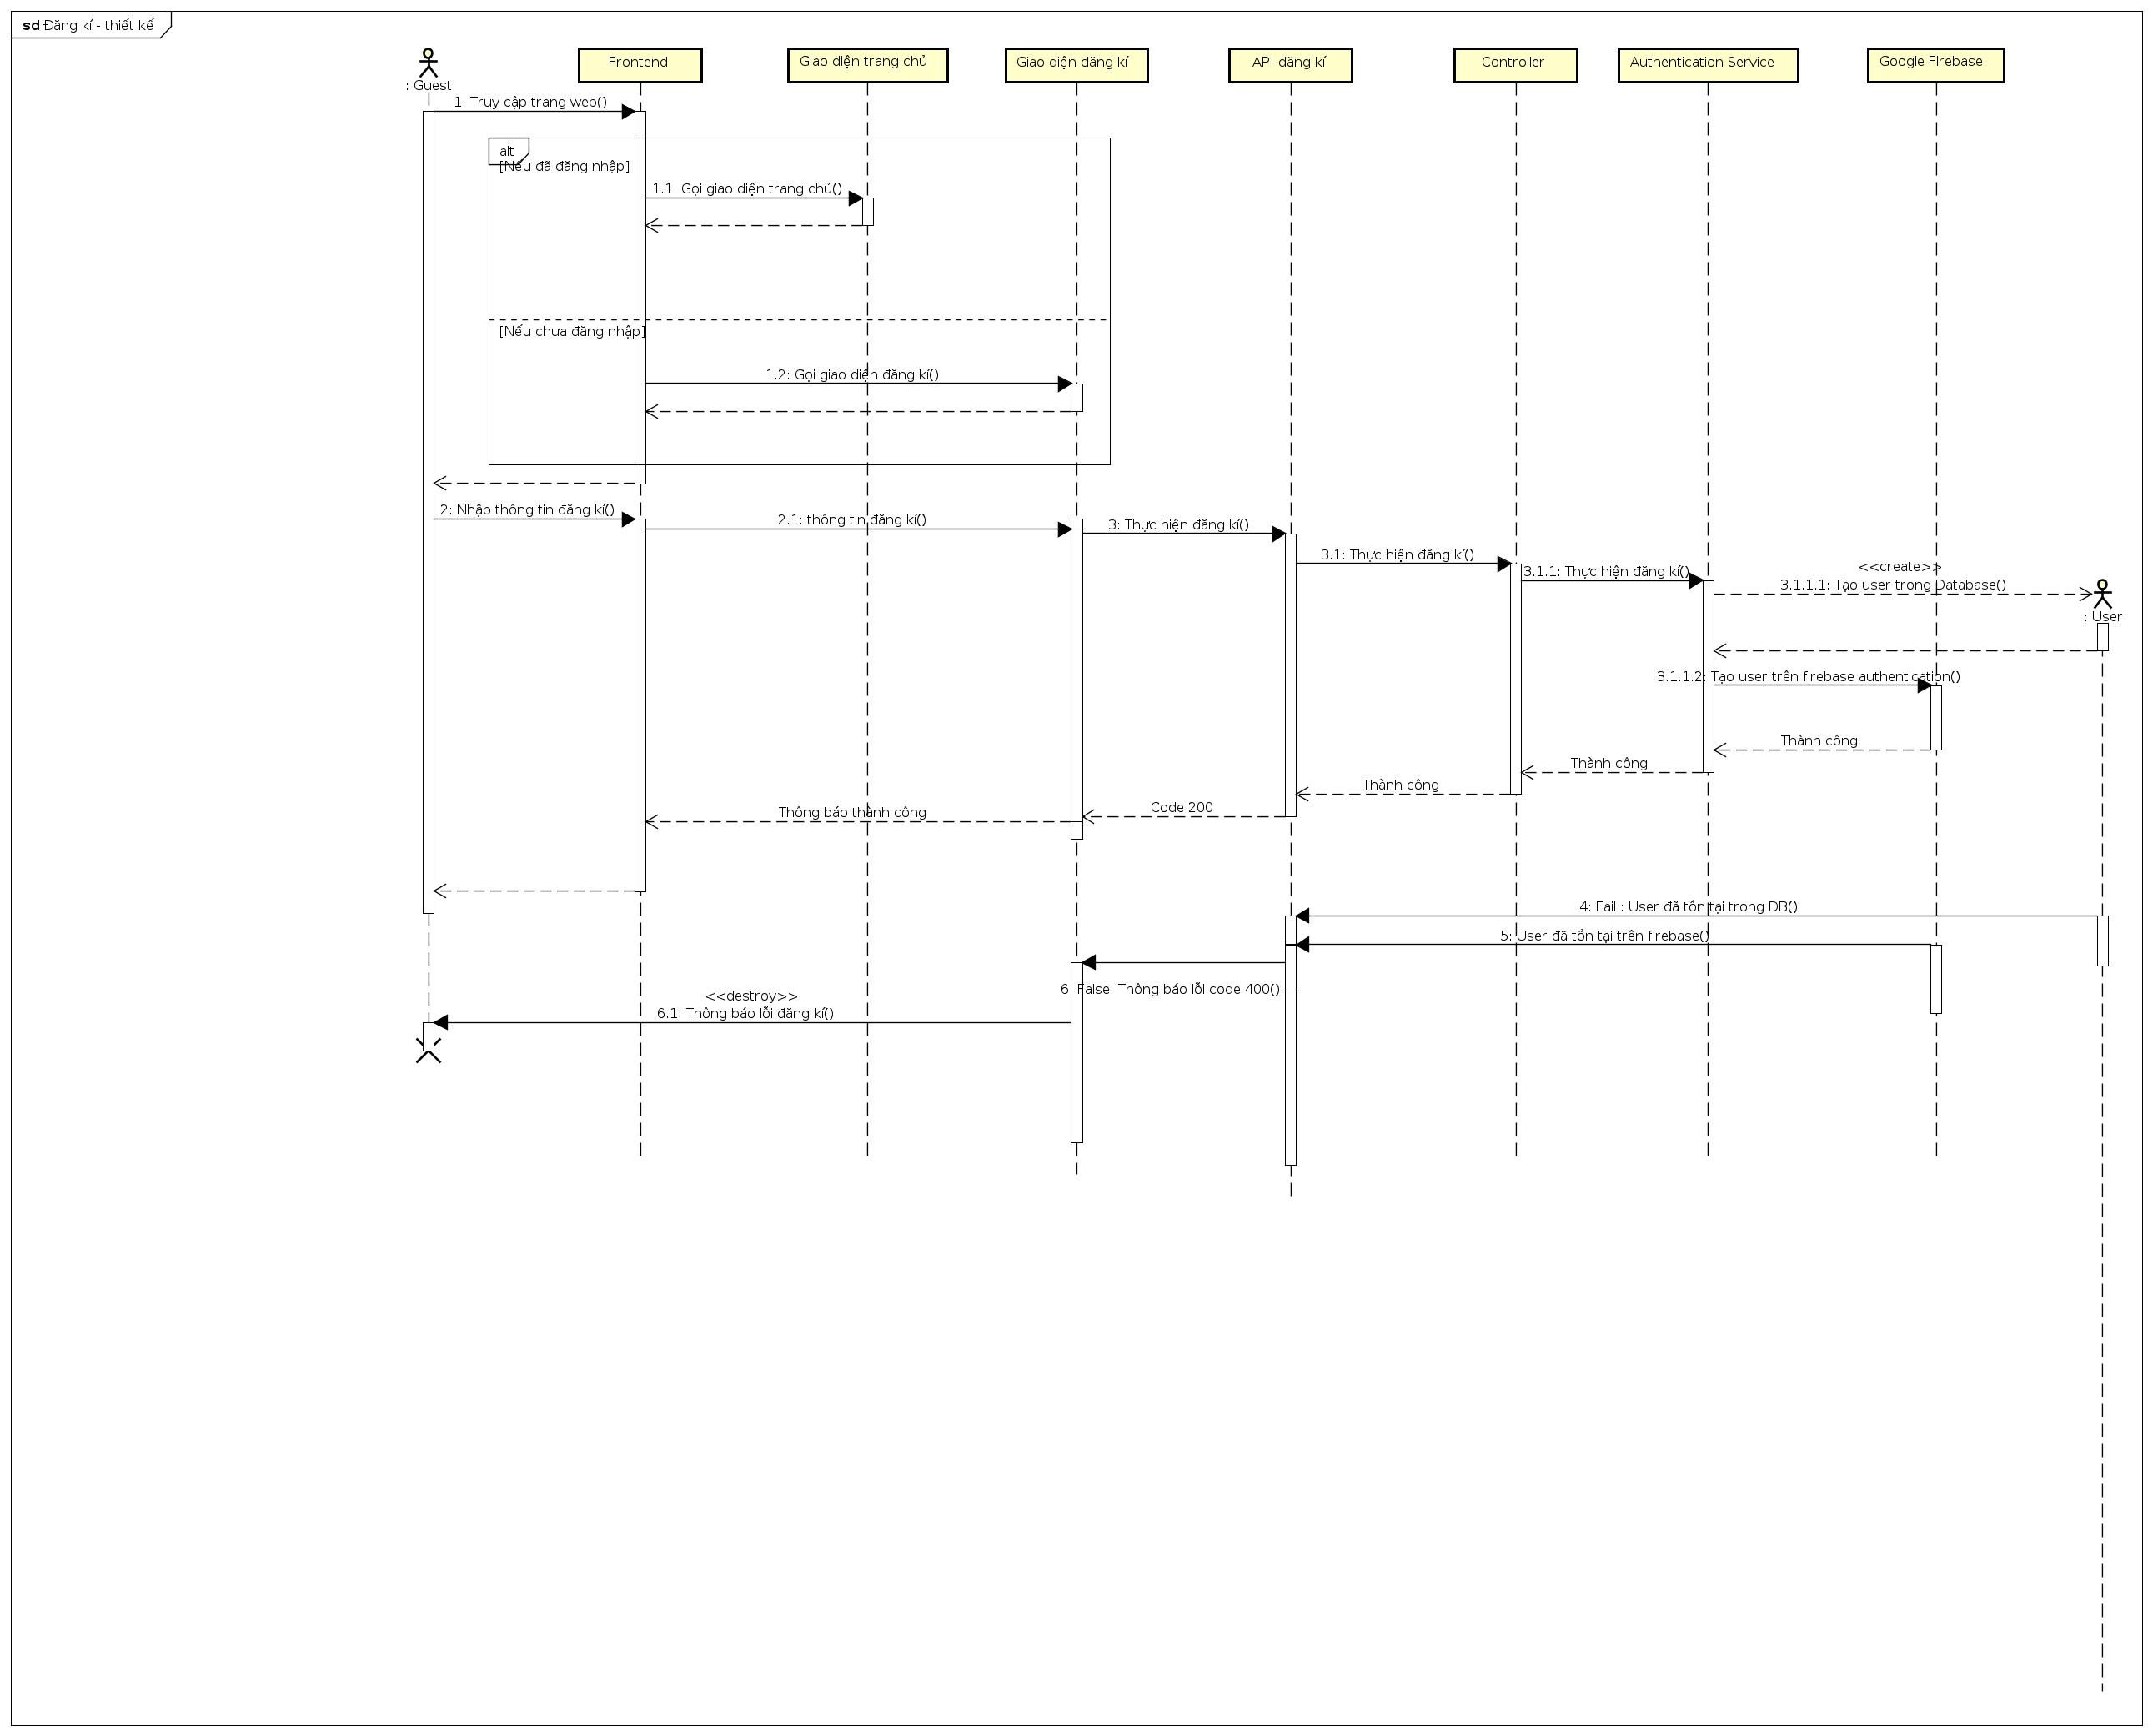 sd Đăng kí - thiết kế
: Guest
Frontend
Giao diện trang chủ
Giao diện đăng kí
API đăng kí
Controller
Authentication Service
Google Firebase
1: Truy cập trang web()
alt
[Nếu đã đăng nhập]
1.1: Gọi giao diện trang chủ()
[Nếu chưa đăng nhập]
1.2: Gọi giao diện đăng kí()
2: Nhập thông tin đăng kí()
2.1: thông tin đăng kí()
3: Thực hiện đăng kí()
3.1: Thực hiện đăng kí()
3.1.1: Thực hiện đăng kí()
<<create>>
3.1.1.1: Tạo user trong Database()
: User
3.1.1.2: Tạo user trên firebase authentication()
Thành công
Thành công
Thành công
Code 200
Thông báo thành công
4: Fail : User đã tồn tại trong DB()
5: User đã tồn tại trên firebase()
6: False: Thông báo lỗi code 400()
<<destroy>>
6.1: Thông báo lỗi đăng kí()